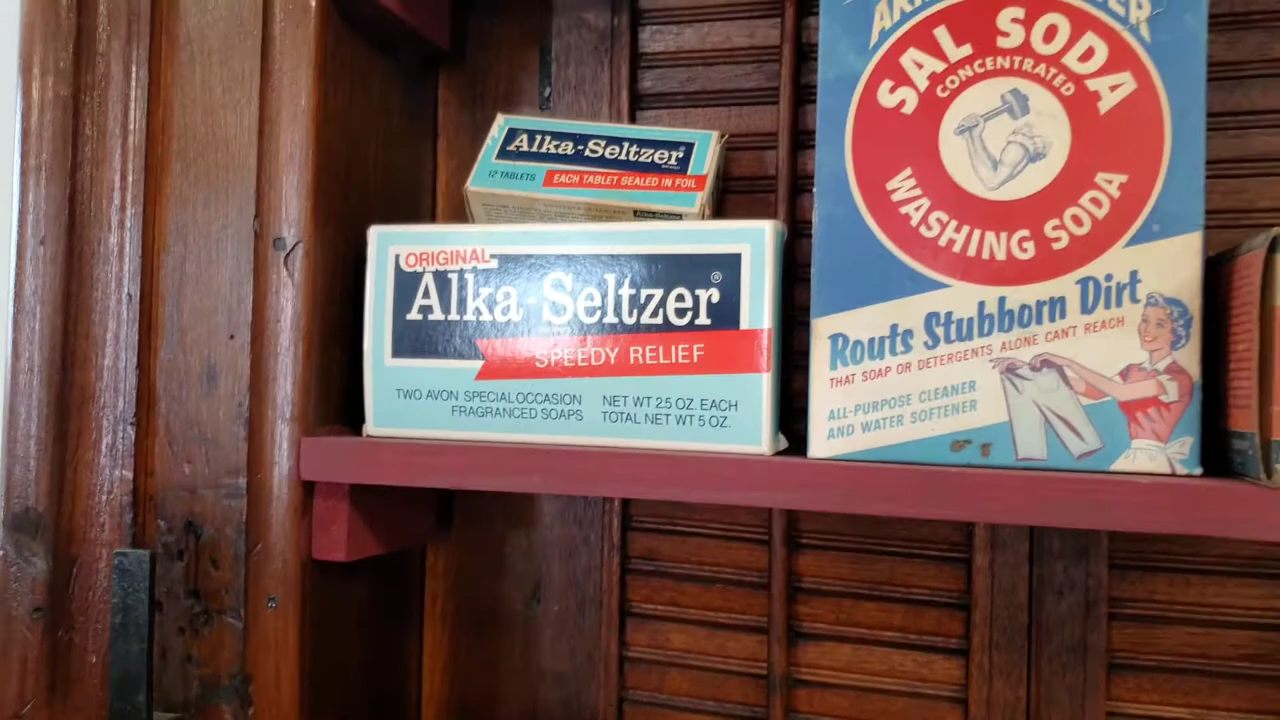 Alka-Seltzer®
12 TABLETS
EACH TABLET SEALED IN FOIL
Alka-Seltzer
ORIGINAL
Alka-Seltzer®
SPEEDY RELIEF
TWO AVON SPECIAL OCCASION
FRAGRANCED SOAPS
NET WT 2.5 OZ. EACH
TOTAL NET WT 5 OZ.
SAL SODA
CONCENTRATED
WASHING SODA
Routs Stubborn Dirt
THAT SOAP OR DETERGENTS ALONE CAN'T REACH
ALL-PURPOSE CLEANER
AND WATER SOFTENER